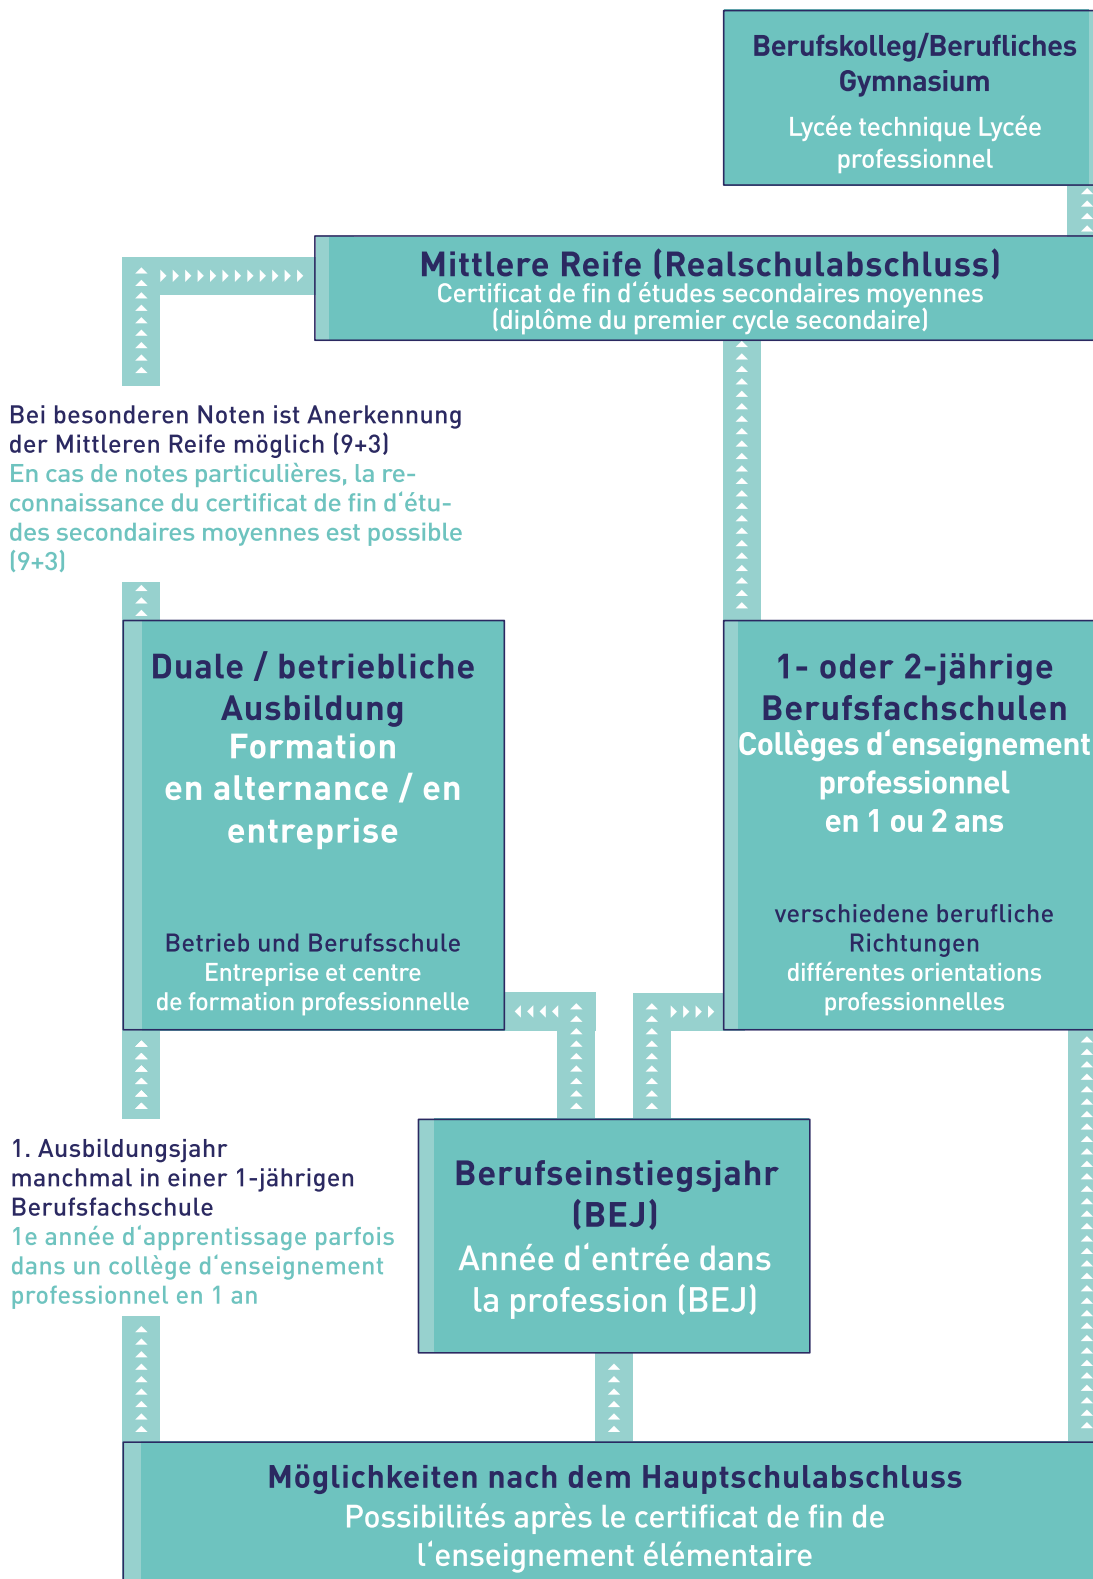 Berufskolleg/Berufliches
Gymnasium
Lycée technique Lycée
professionnel
Mittlere Reife (Realschulabschluss)
Certificat de fin d‘études secondaires moyennes
(diplôme du premier cycle secondaire)
Bei besonderen Noten ist Anerkennung
der Mittleren Reife möglich (9+3)
En cas de notes particulières, la re-
connaissance du certificat de fin d‘étu-
des secondaires moyennes est possible
(9+3)
Duale / betriebliche
Ausbildung
Formation
en alternance / en
entreprise
Betrieb und Berufsschule
Entreprise et centre
de formation professionnelle
1- oder 2-jährige
Berufsfachschulen
Collèges d‘enseignement
professionnel
en 1 ou 2 ans
verschiedene berufliche
Richtungen
différentes orientations
professionnelles
1. Ausbildungsjahr
manchmal in einer 1-jährigen
Berufsfachschule
1e année d‘apprentissage parfois
dans un collège d‘enseignement
professionnel en 1 an
Berufseinstiegsjahr
(BEJ)
Année d‘entrée dans
la profession (BEJ)
Möglichkeiten nach dem Hauptschulabschluss
Possibilités après le certificat de fin de
l‘enseignement élémentaire